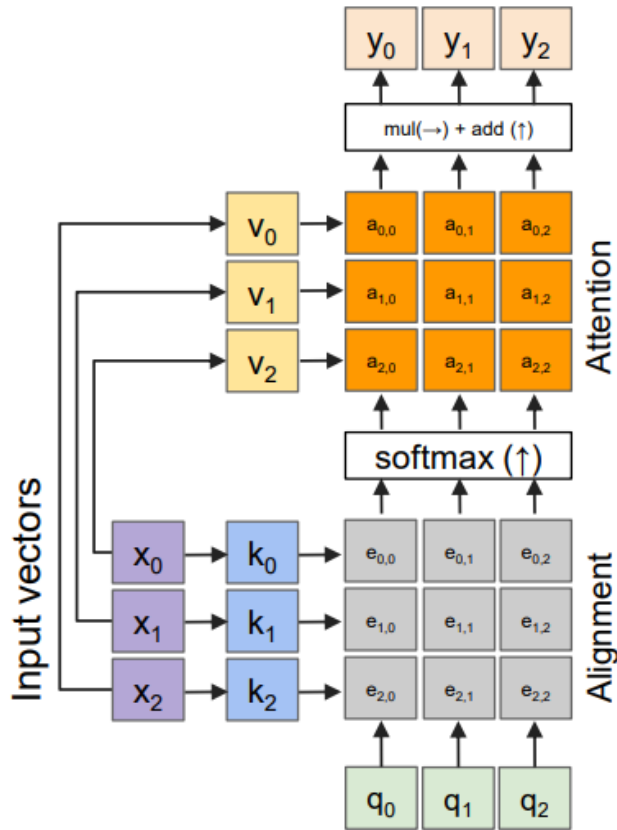 y0 y1 y2
mul(→) + add (↑)
v0 a0,0 a0,1 a0,2
v1 a1,0 a1,1 a1,2
v2 a2,0 a2,1 a2,2
Attention
softmax (↑)
Input vectors
x0 k0 e0,0 e0,1 e0,2
x1 k1 e1,0 e1,1 e1,2
x2 k2 e2,0 e2,1 e2,2
Alignment
q0 q1 q2